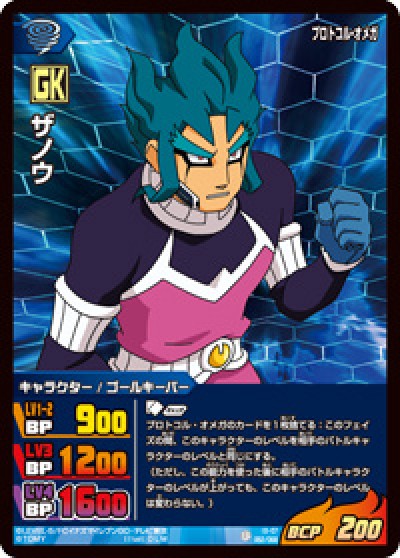 プロトコル・オメガ
GK
ザノウ
キャラクター / ゴールキーパー
LV1-2
BP 900
LV3
BP 1200
LV4
BP 1600
プロトコル・オメガのカードを1枚捨てる:このフェイ
ズの間、このキャラクターのレベルを相手のバトルキャ
ラクターのレベルと同じにする。
(ただし、この能力を使った後に相手のバトルキャラク
ターのレベルが上がっても、このキャラクターのレベル
は変わらない。)
BCP 200
©TOMY